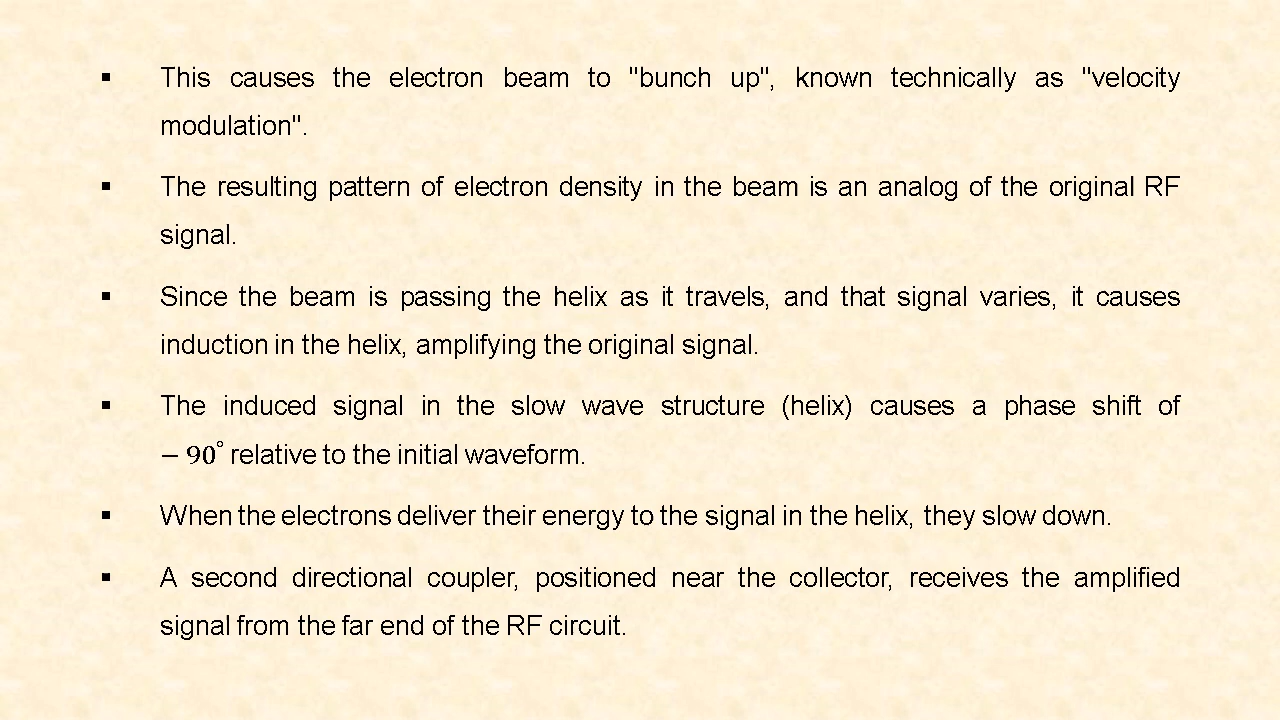 ▪ This causes the electron beam to "bunch up", known technically as "velocity
modulation".
▪ The resulting pattern of electron density in the beam is an analog of the original RF
signal.
▪ Since the beam is passing the helix as it travels, and that signal varies, it causes
induction in the helix, amplifying the original signal.
▪ The induced signal in the slow wave structure (helix) causes a phase shift of
− 90° relative to the initial waveform.
▪ When the electrons deliver their energy to the signal in the helix, they slow down.
▪ A second directional coupler, positioned near the collector, receives the amplified
signal from the far end of the RF circuit.